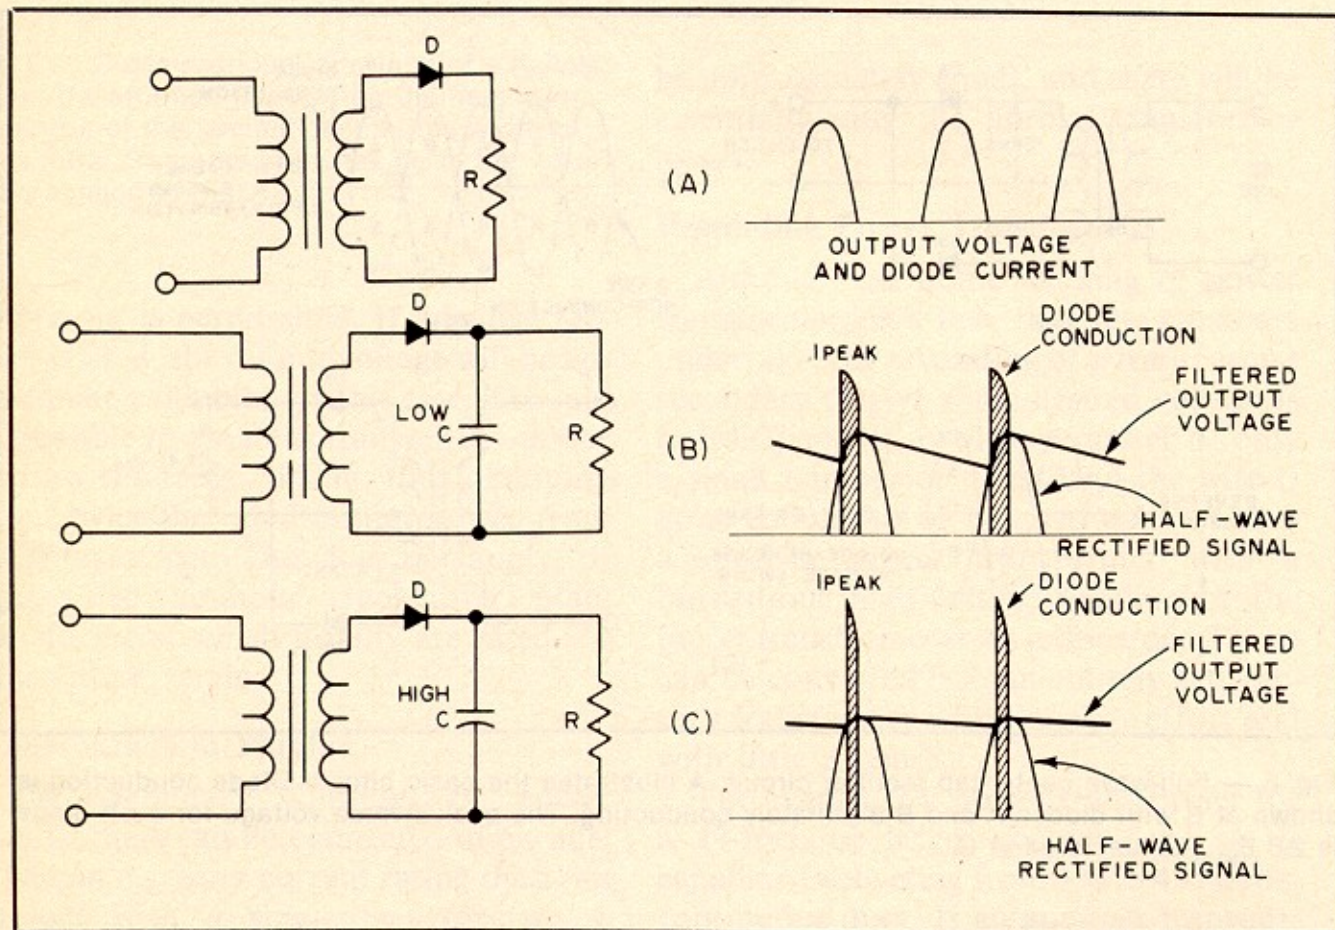 D
R
(A)
OUTPUT VOLTAGE
AND DIODE CURRENT
D
LOW
C
R
(B)
IPEAK
DIODE
CONDUCTION
FILTERED
OUTPUT
VOLTAGE
HALF-WAVE
RECTIFIED SIGNAL
D
HIGH
C
R
(C)
IPEAK
DIODE
CONDUCTION
FILTERED
OUTPUT
VOLTAGE
HALF-WAVE
RECTIFIED SIGNAL